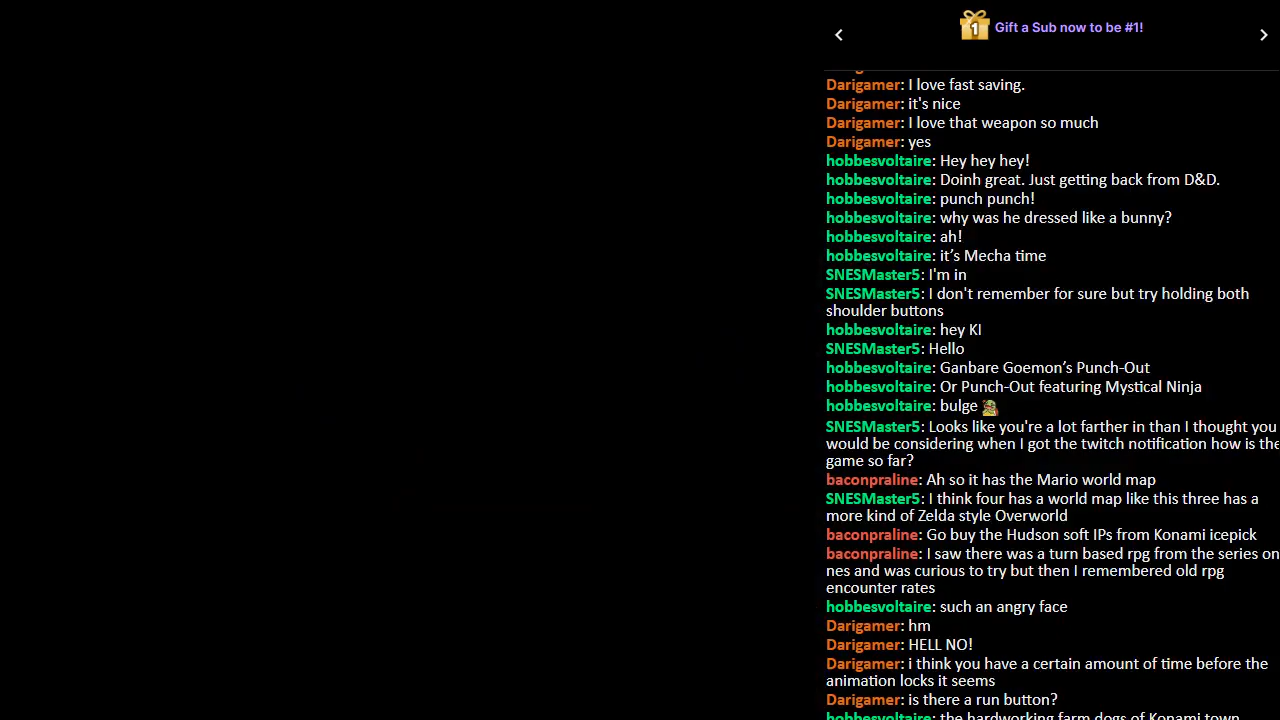 1 Gift a Sub now to be #1!
Darigamer: I love fast saving.
Darigamer: it's nice
Darigamer: I love that weapon so much
Darigamer: yes
hobbesvoltaire: Hey hey hey!
hobbesvoltaire: Doinh great. Just getting back from D&D.
hobbesvoltaire: punch punch!
hobbesvoltaire: why was he dressed like a bunny?
hobbesvoltaire: ah!
hobbesvoltaire: it’s Mecha time
SNESMaster5: I'm in
SNESMaster5: I don't remember for sure but try holding both
shoulder buttons
hobbesvoltaire: hey KI
SNESMaster5: Hello
hobbesvoltaire: Ganbare Goemon’s Punch-Out
hobbesvoltaire: Or Punch-Out featuring Mystical Ninja
hobbesvoltaire: bulge
SNESMaster5: Looks like you're a lot farther in than I thought you
would be considering when I got the twitch notification how is the
game so far?
baconpraline: Ah so it has the Mario world map
SNESMaster5: I think four has a world map like this three has a
more kind of Zelda style Overworld
baconpraline: Go buy the Hudson soft IPs from Konami icepick
baconpraline: I saw there was a turn based rpg from the series on
nes and was curious to try but then I remembered old rpg
encounter rates
hobbesvoltaire: such an angry face
Darigamer: hm
Darigamer: HELL NO!
Darigamer: i think you have a certain amount of time before the
animation locks it seems
Darigamer: is there a run button?
hobbesvoltaire: the hardworking farm dogs of Konami town